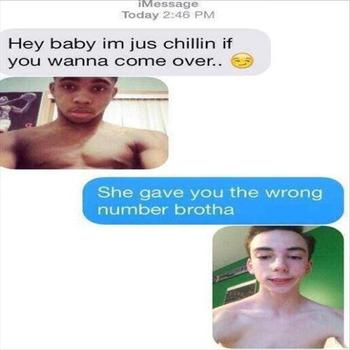 iMessage
Today 2:46 PM
Hey baby im jus chillin if
you wanna come over.. 😏
She gave you the wrong
number brotha